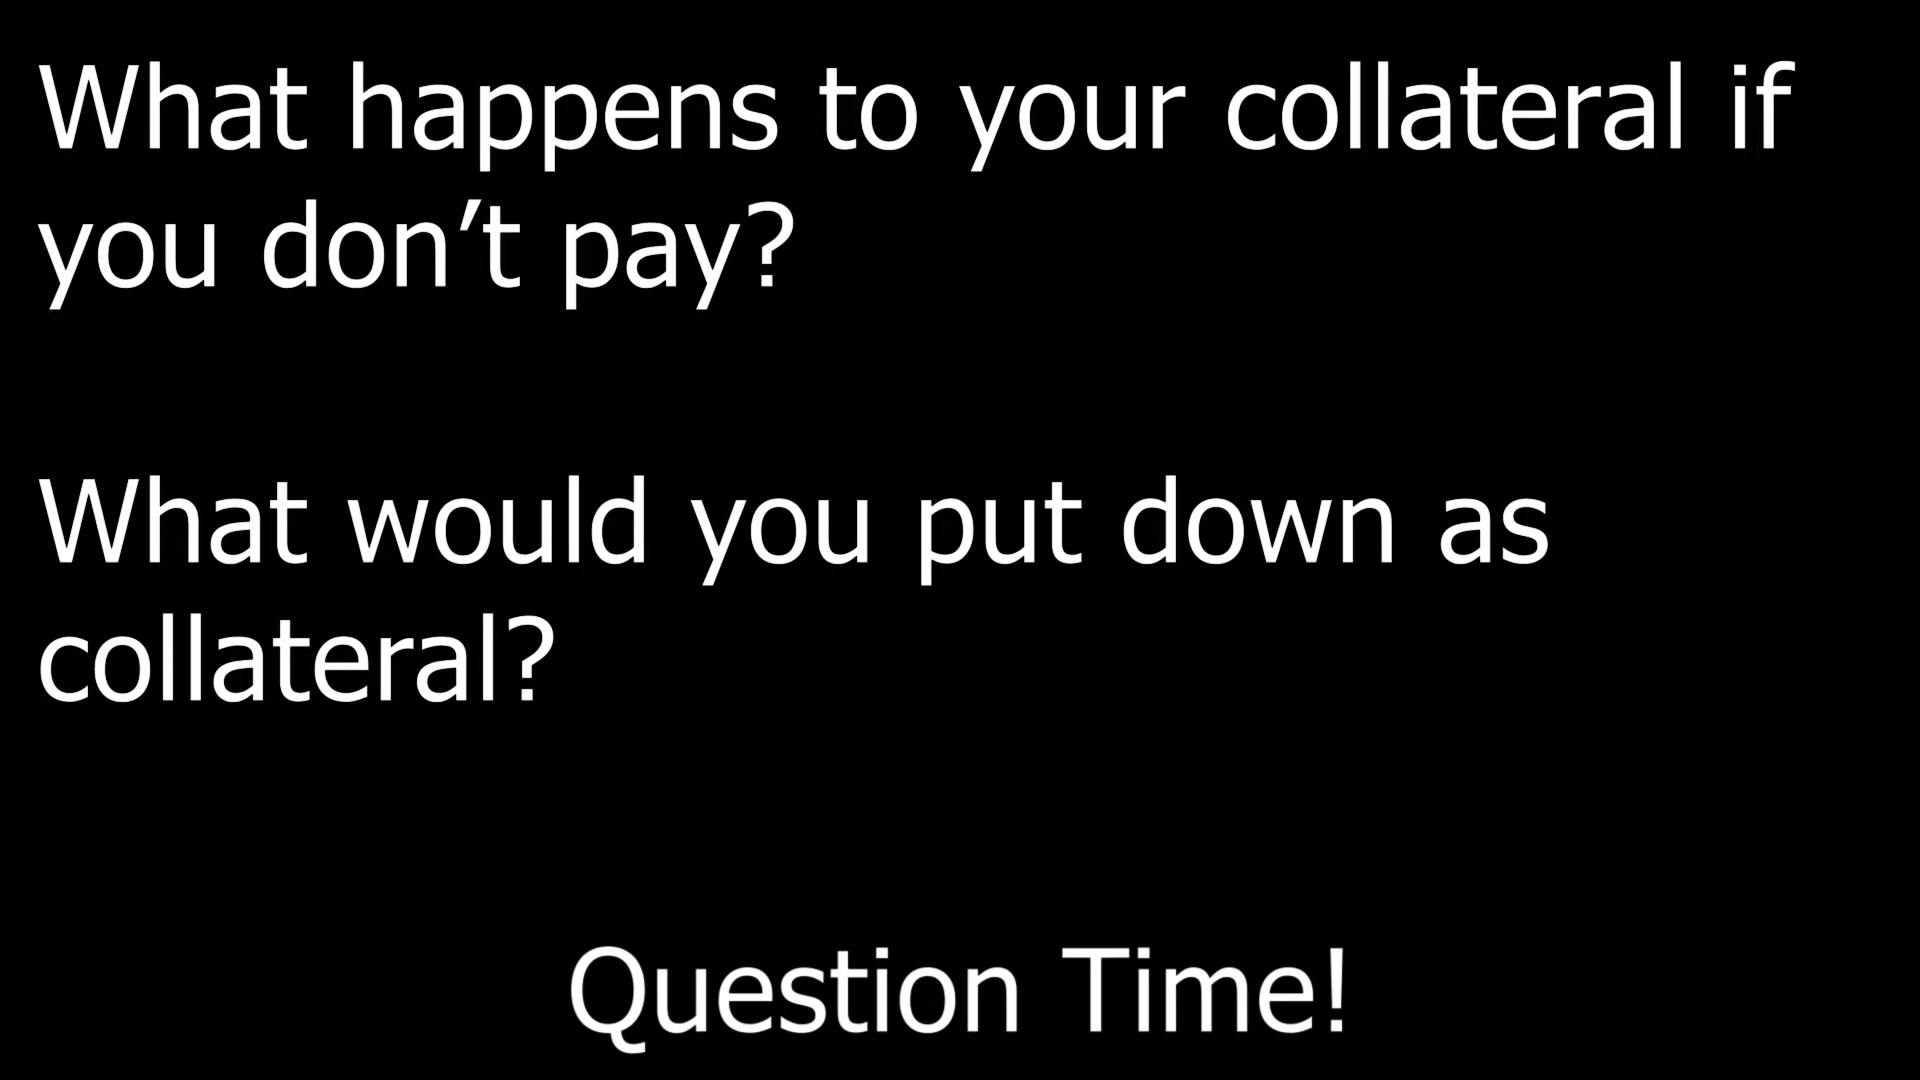 What happens to your collateral if
you don’t pay?
What would you put down as
collateral?
Question Time!